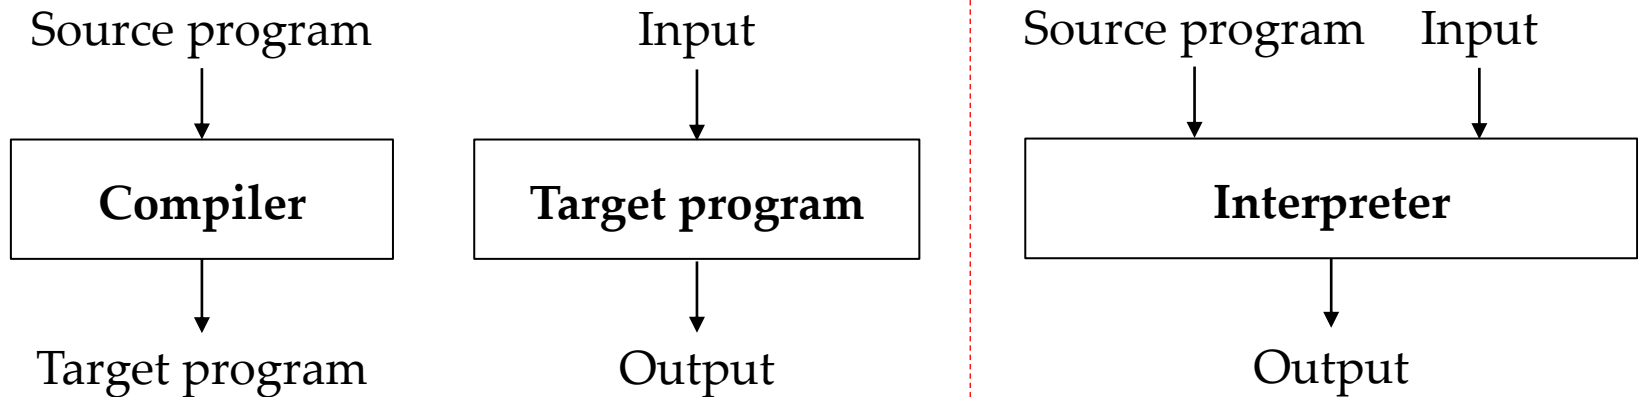 Source program
Compiler
Target program
Input
Target program
Output
Source program Input
Interpreter
Output